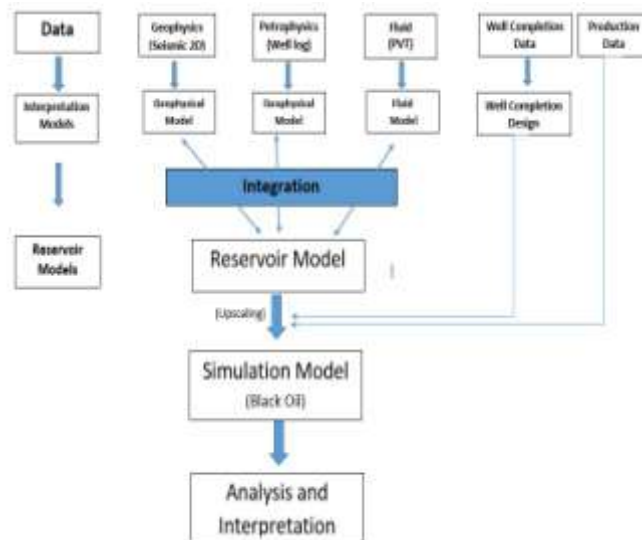 Data
Geophysics
(Seismic 2D)
Petrophysics
(Well log)
Fluid
(PVT)
Well Completion
Data
Production
Data
Interpretation
Models
Geophysical
Model
Geophysical
Model
Fluid
Model
Well Completion
Design
Integration
Reservoir
Models
Reservoir Model
(Upscaling)
Simulation Model
(Black Oil)
Analysis and
Interpretation